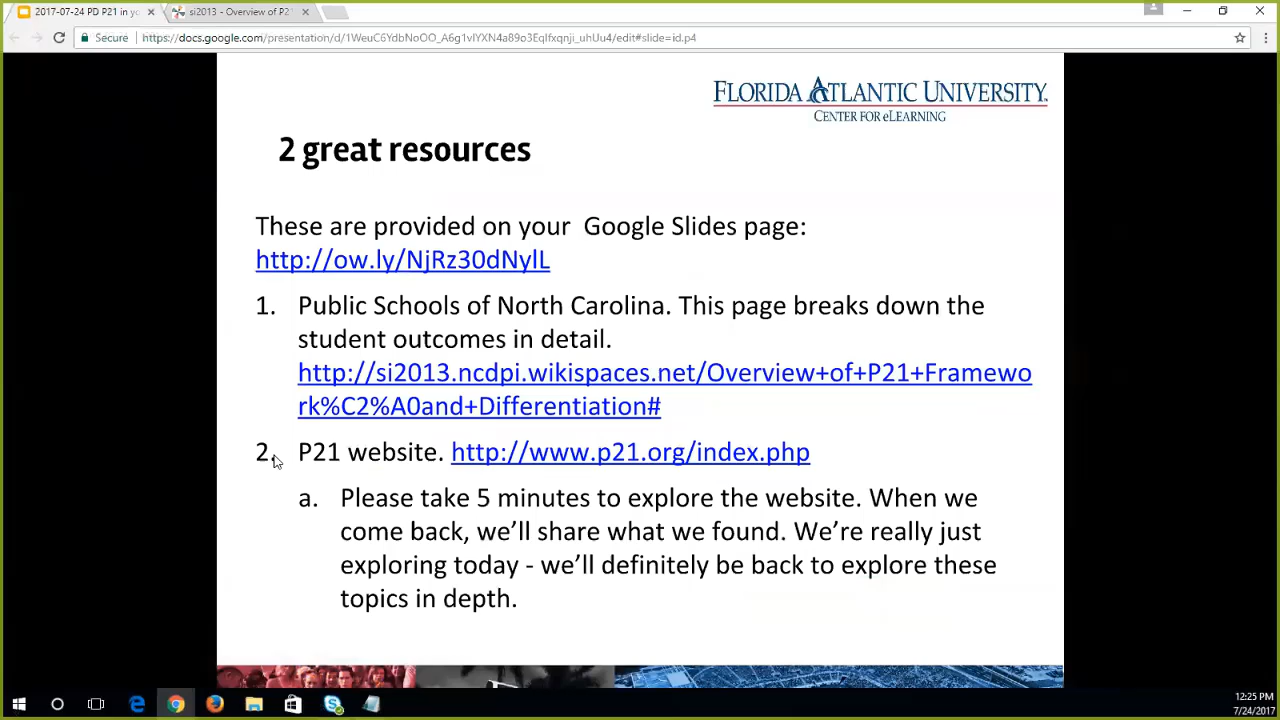 2017-07-24 PD P21 in yo
si2013 - Overview of P21
Secure
https://docs.google.com/presentation/d/1WeuC6YdbNoOO_A6g1vIYXN4a89o3EqIfxqnji_uhUu4/edit#slide=id.p4
FLORIDA ATLANTIC UNIVERSITY
CENTER FOR eLEARNING
2 great resources
These are provided on your Google Slides page:
http://ow.ly/NjRz30dNylL
1. Public Schools of North Carolina. This page breaks down the
student outcomes in detail.
http://si2013.ncdpi.wikispaces.net/Overview+of+P21+Framewo
rk%C2%A0and+Differentiation#
2. P21 website. http://www.p21.org/index.php
a. Please take 5 minutes to explore the website. When we
come back, we’ll share what we found. We’re really just
exploring today - we’ll definitely be back to explore these
topics in depth.
12:25 PM
7/24/2017